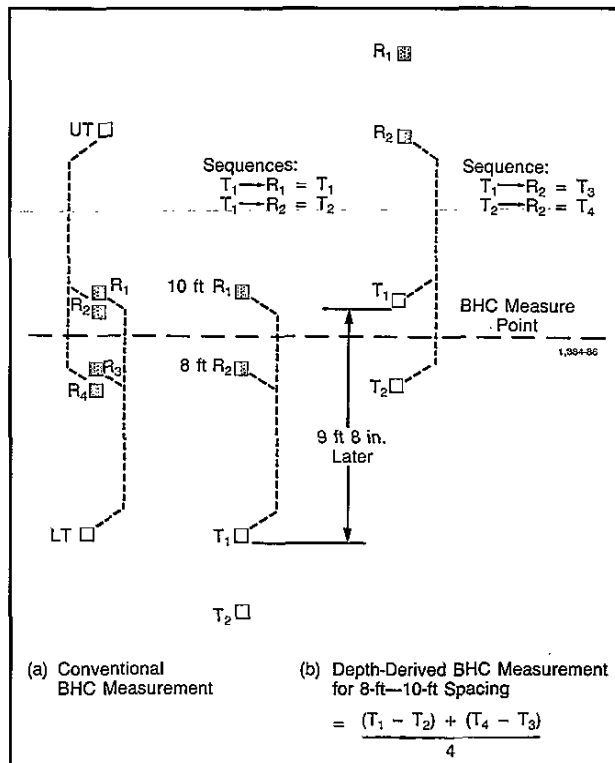 R₁
UT
R₂
Sequences:
T₁→R₁ = T₁
T₁→R₂ = T₂
Sequence:
T₁→R₂ = T₃
T₂→R₂ = T₄
R₁
R₂
10 ft R₁
T₁
BHC Measure
Point
1,384-86
R₃
R₄
8 ft R₂
T₂
9 ft 8 in.
Later
LT
T₁
T₂
(a) Conventional
BHC Measurement
(b) Depth-Derived BHC Measurement
for 8-ft—10-ft Spacing
= (T₁ − T₂) + (T₄ − T₃)
4